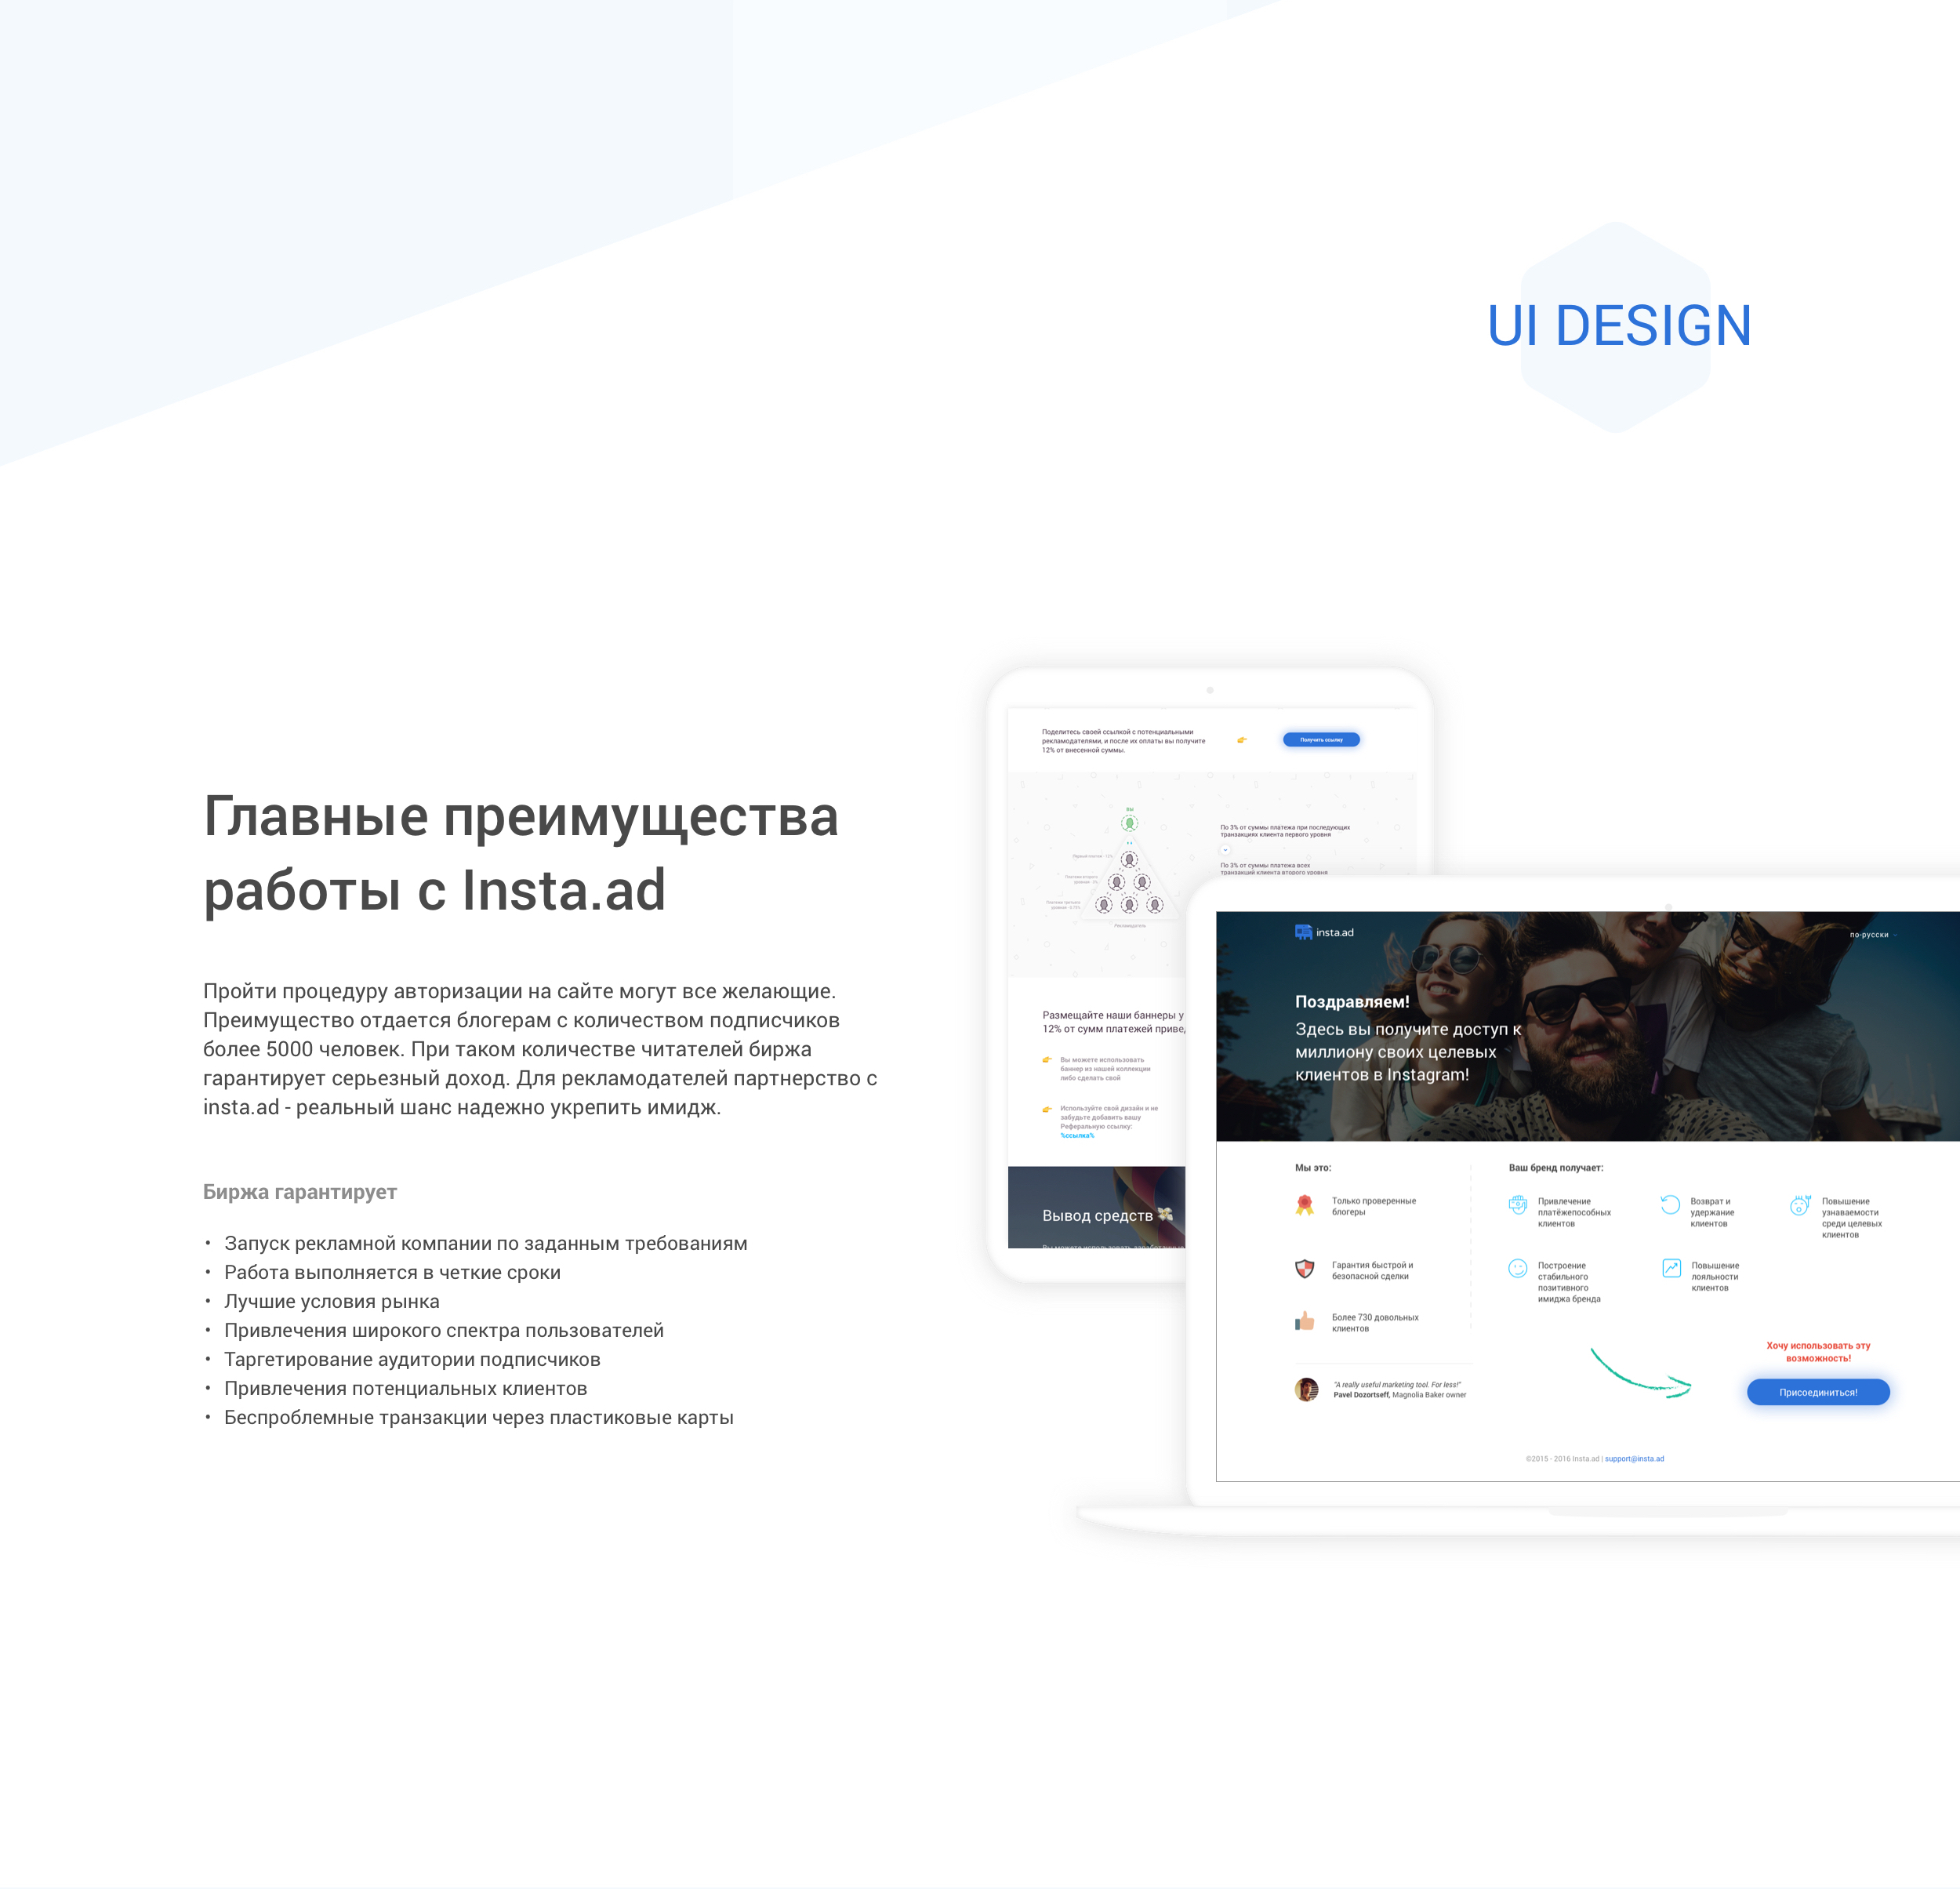 UI DESIGN
Главные преимущества
работы с Insta.ad
Пройти процедуру авторизации на сайте могут все желающие.
Преимущество отдается блогерам с количеством подписчиков
более 5000 человек. При таком количестве читателей биржа
гарантирует серьезный доход. Для рекламодателей партнерство с
insta.ad - реальный шанс надежно укрепить имидж.
Биржа гарантирует
• Запуск рекламной компании по заданным требованиям
• Работа выполняется в четкие сроки
• Лучшие условия рынка
• Привлечения широкого спектра пользователей
• Таргетирование аудитории подписчиков
• Привлечения потенциальных клиентов
• Беспроблемные транзакции через пластиковые карты
Поделитесь своей ссылкой с потенциальными
рекламодателями, и после их оплаты вы получите
12% от внесенной суммы.
Получить ссылку
ВЫ
Рекламодатель
По 3% от суммы платежа при последующих
транзакциях клиента первого уровня
По 3% от суммы платежа всех
транзакций клиента второго уровня
Размещайте наши баннеры у
12% от сумм платежей
Вы можете использовать
баннер из нашей коллекции
либо сделать свой
Используйте свой дизайн и не
забудьте добавить вашу
Реферальную ссылку:
%ссылка%
Вывод средств
insta.ad
по-русски
Поздравляем!
Здесь вы получите доступ к
миллиону своих целевых
клиентов в Instagram!
Мы это:
Только проверенные
блогеры
Гарантия быстрой и
безопасной сделки
Более 730 довольных
клиентов
"A really useful marketing tool. For less!"
Pavel Dozortseff, Magnolia Baker owner
Ваш бренд получает:
Привлечение
платёжепособных
клиентов
Возврат и
удержание
клиентов
Повышение
узнаваемости
среди целевых
клиентов
Построение
стабильного
позитивного
имиджа бренда
Повышение
лояльности
клиентов
Хочу использовать эту
возможность!
Присоединиться!
©2015 - 2016 Insta.ad | support@insta.ad